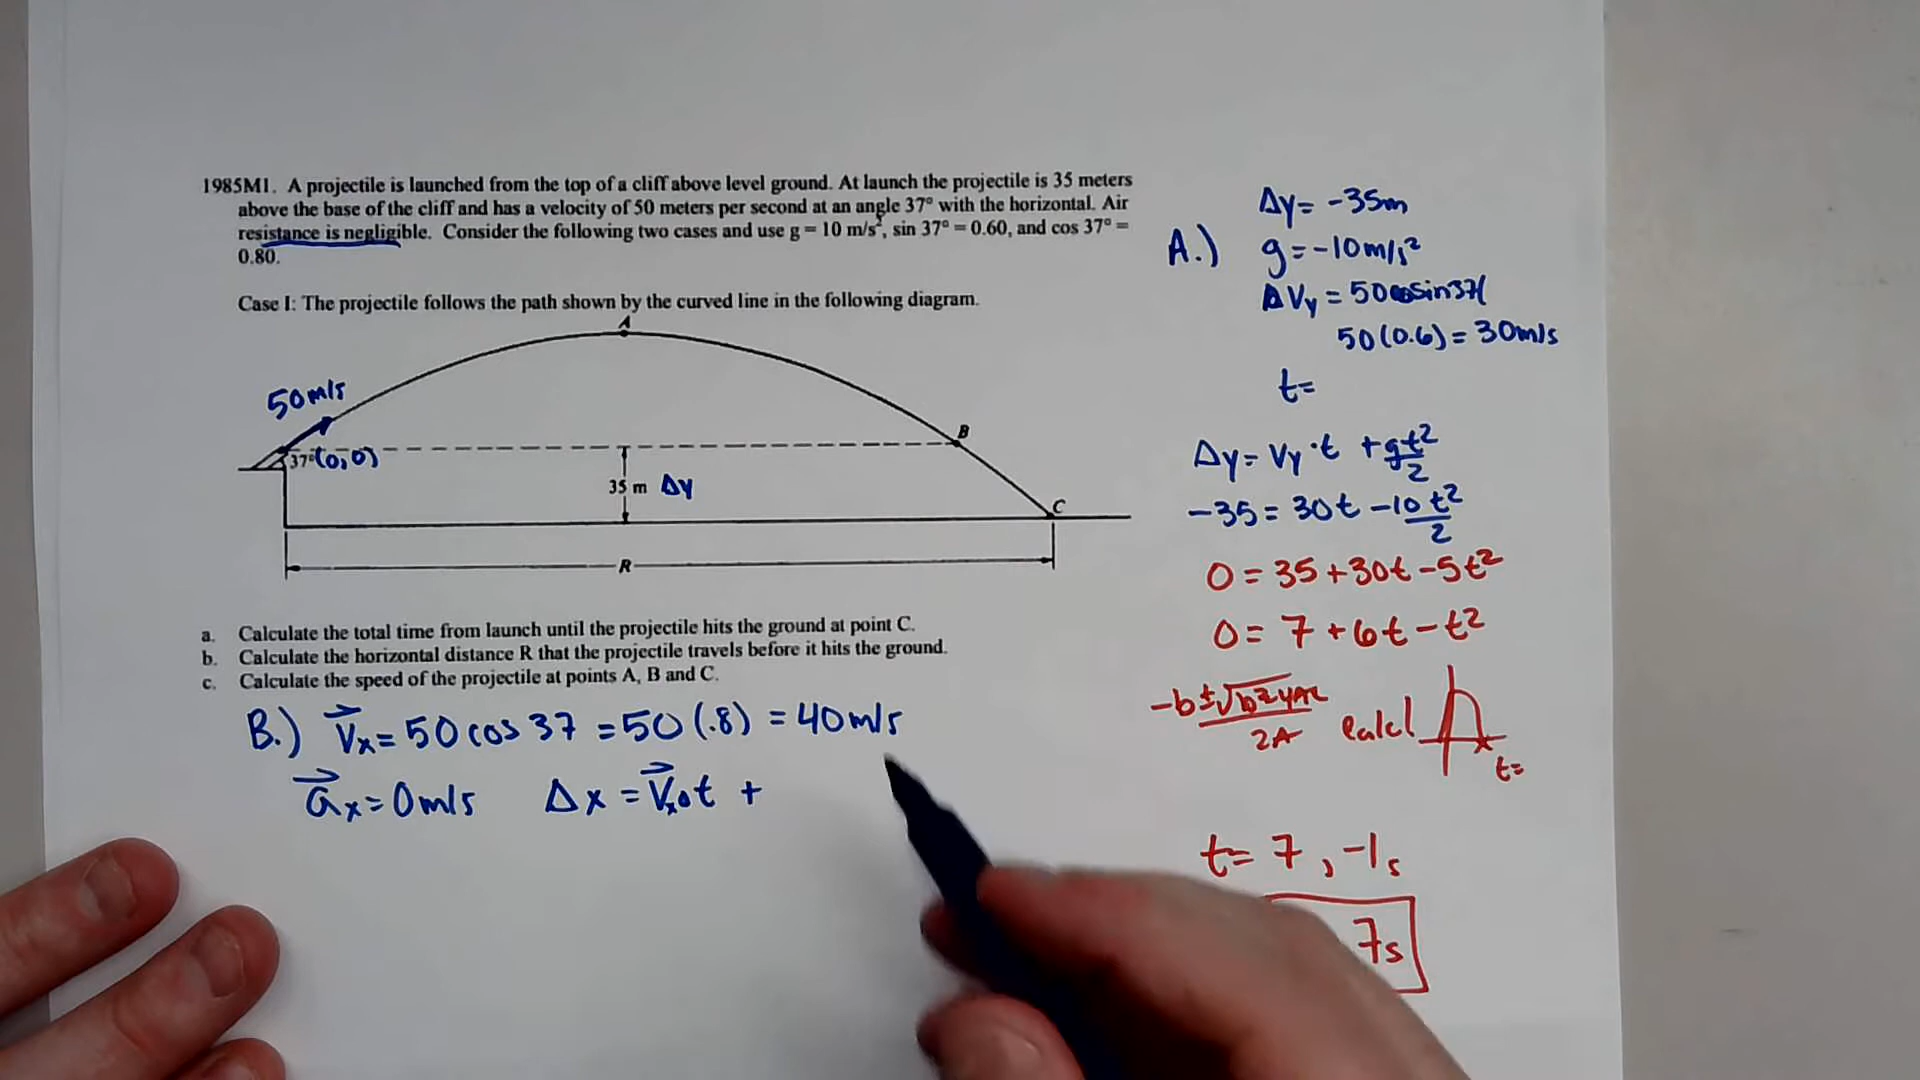 1985M1. A projectile is launched from the top of a cliff above level ground. At launch the projectile is 35 meters
above the base of the cliff and has a velocity of 50 meters per second at an angle 37° with the horizontal. Air
resistance is negligible. Consider the following two cases and use g = 10 m/s², sin 37° = 0.60, and cos 37° =
0.80.
Case I: The projectile follows the path shown by the curved line in the following diagram.
A
50m/s
B
37° (0,0)
35 m Δy
C
R
a. Calculate the total time from launch until the projectile hits the ground at point C.
b. Calculate the horizontal distance R that the projectile travels before it hits the ground.
c. Calculate the speed of the projectile at points A, B and C.
B.) Vx = 50 cos 37 = 50 (.8) = 40 m/s
ax = 0 m/s Δx = Vx·t +
Δy = -35m
A.) g = -10 m/s²
Vy = 50 sin37
50(0.6) = 30m/s
t=
Δy = Vy·t + gt²/2
-35 = 30t - 10t²/2
0 = 35 + 30t - 5t²
0 = 7 + 6t - t²
-b±√b²-4AC/2A calc!
t=
t = 7, -1s
7s